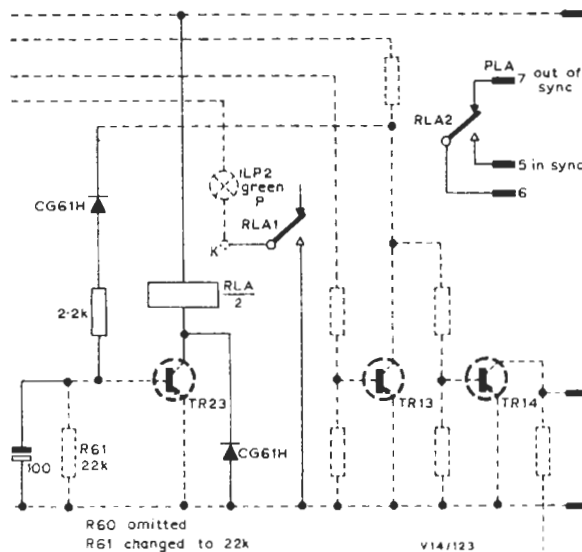 PLA
7 out of
sync
RLA2
5 in sync
6
ILP2
green
P
RLA1
K
CG61H
RLA
2
2·2k
TR23
TR13
TR14
R61
22k
100
CG61H
R60 omitted
R61 changed to 22k
V14/123